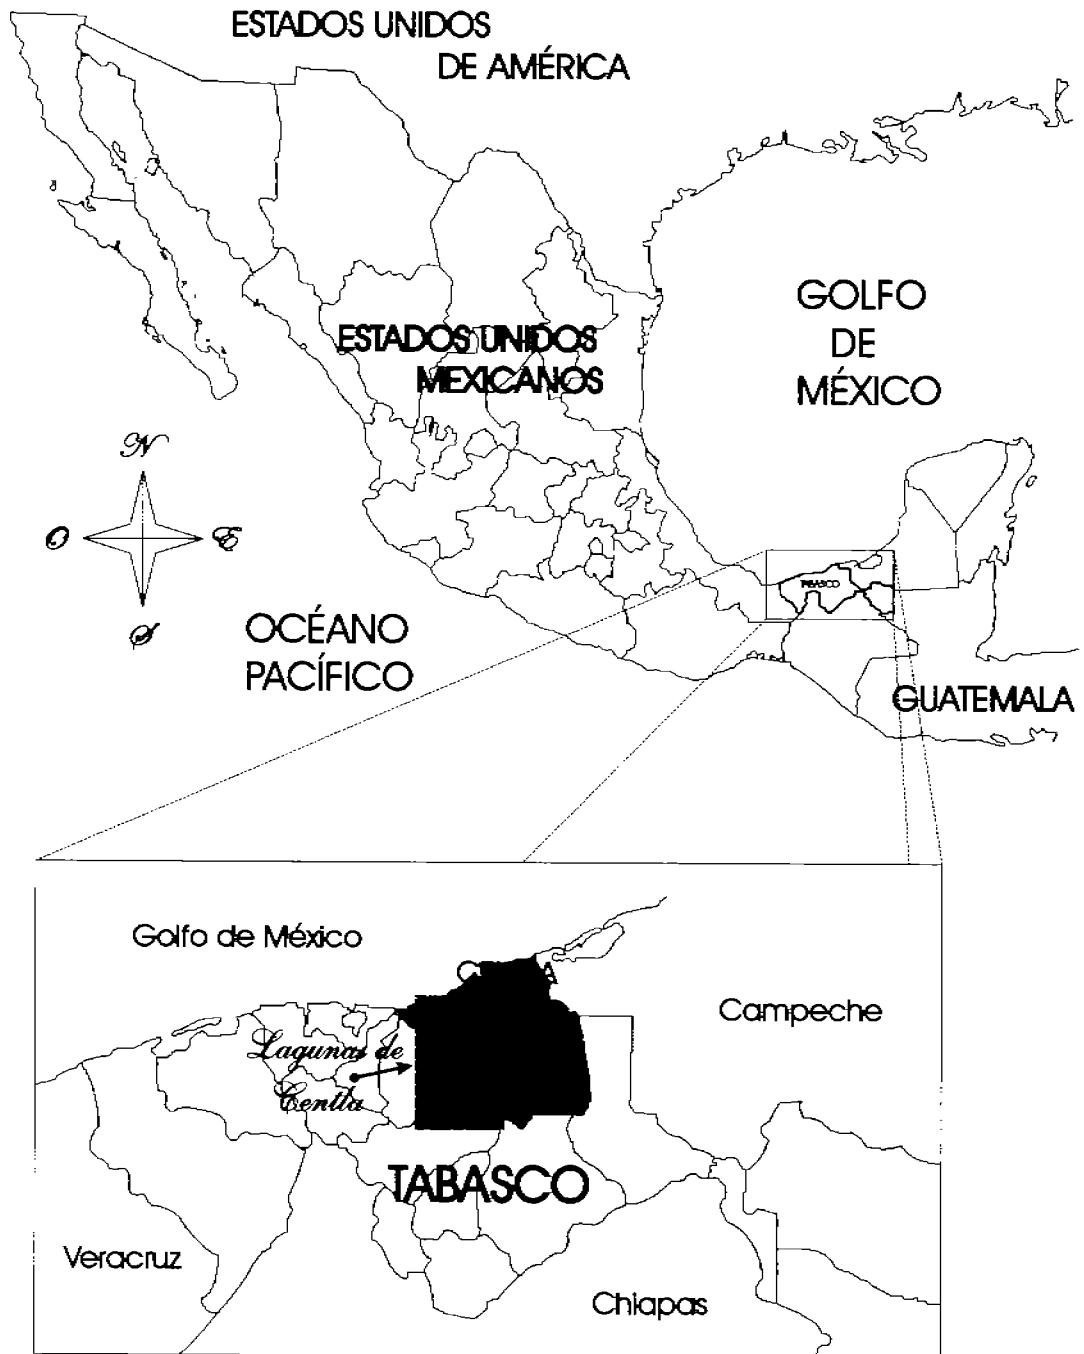 ESTADOS UNIDOS
DE AMÉRICA
GOLFO
DE
MÉXICO
ESTADOS UNIDOS
MEXICANOS
N
O
E
S
TABASCO
OCÉANO
PACÍFICO
GUATEMALA
Golfo de México
Campeche
Lagunas de
Centla
TABASCO
Veracruz
Chiapas